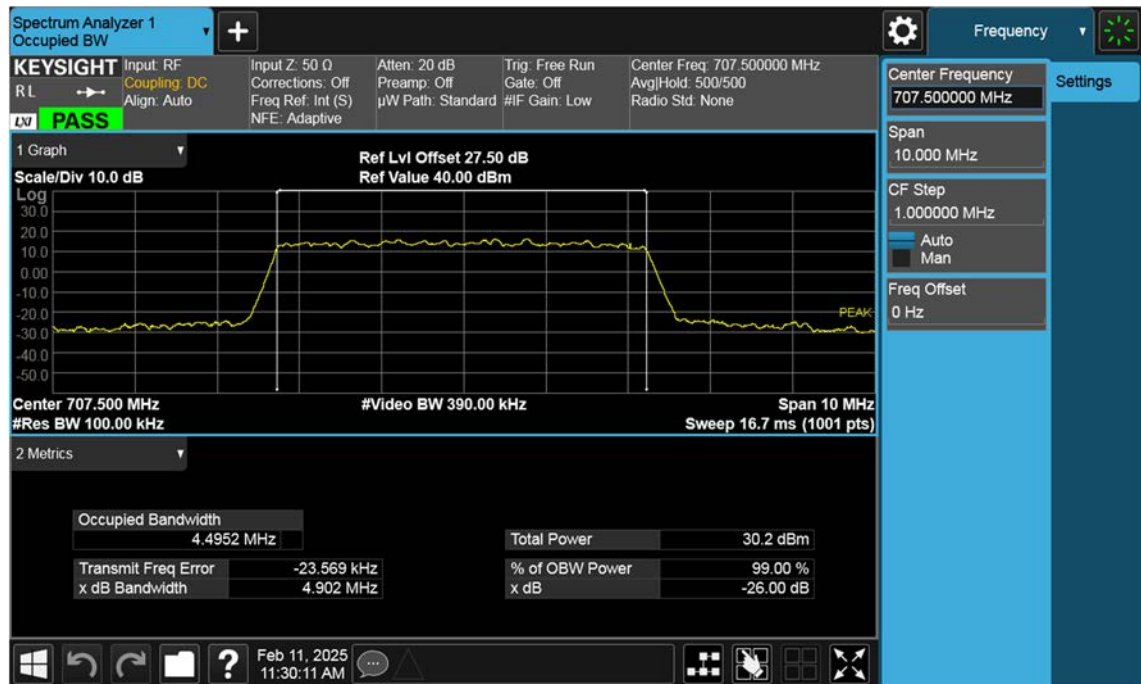 Spectrum Analyzer 1
Occupied BW
+
Frequency
KEYSIGHT
R L
LXI
PASS
Input: RF
Coupling: DC
Align: Auto
Input Z: 50 Ω
Corrections: Off
Freq Ref: Int (S)
NFE: Adaptive
Atten: 20 dB
Preamp: Off
µW Path: Standard
Trig: Free Run
Gate: Off
#IF Gain: Low
Center Freq: 707.500000 MHz
Avg|Hold: 500/500
Radio Std: None
Center Frequency
707.500000 MHz
Settings
Span
10.000 MHz
CF Step
1.000000 MHz
Auto
Man
Freq Offset
0 Hz
1 Graph
Scale/Div 10.0 dB
Ref Lvl Offset 27.50 dB
Ref Value 40.00 dBm
Log
30.0
20.0
10.0
0.00
-10.0
-20.0
-30.0
-40.0
-50.0
PEAK
Center 707.500 MHz
#Res BW 100.00 kHz
#Video BW 390.00 kHz
Span 10 MHz
Sweep 16.7 ms (1001 pts)
2 Metrics
Occupied Bandwidth
4.4952 MHz
Transmit Freq Error -23.569 kHz
x dB Bandwidth 4.902 MHz
Total Power 30.2 dBm
% of OBW Power 99.00 %
x dB -26.00 dB
?
Feb 11, 2025
11:30:11 AM